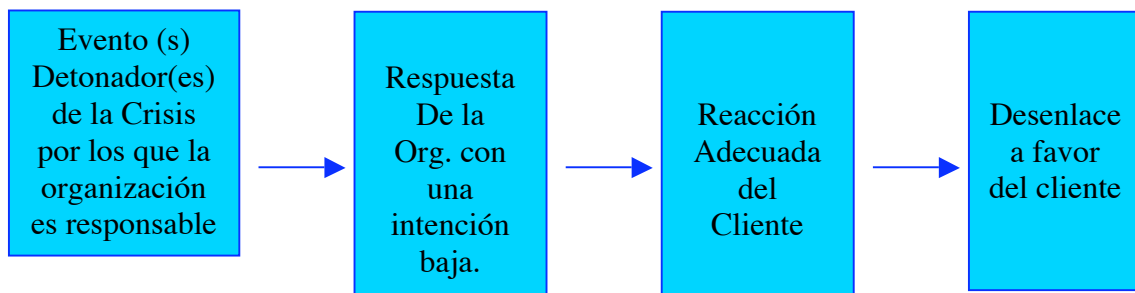 Evento (s)
Detonador(es)
de la Crisis
por los que la
organización
es responsable
Respuesta
De la
Org. con
una
intención
baja.
Reacción
Adecuada
del
Cliente
Desenlace
a favor
del cliente